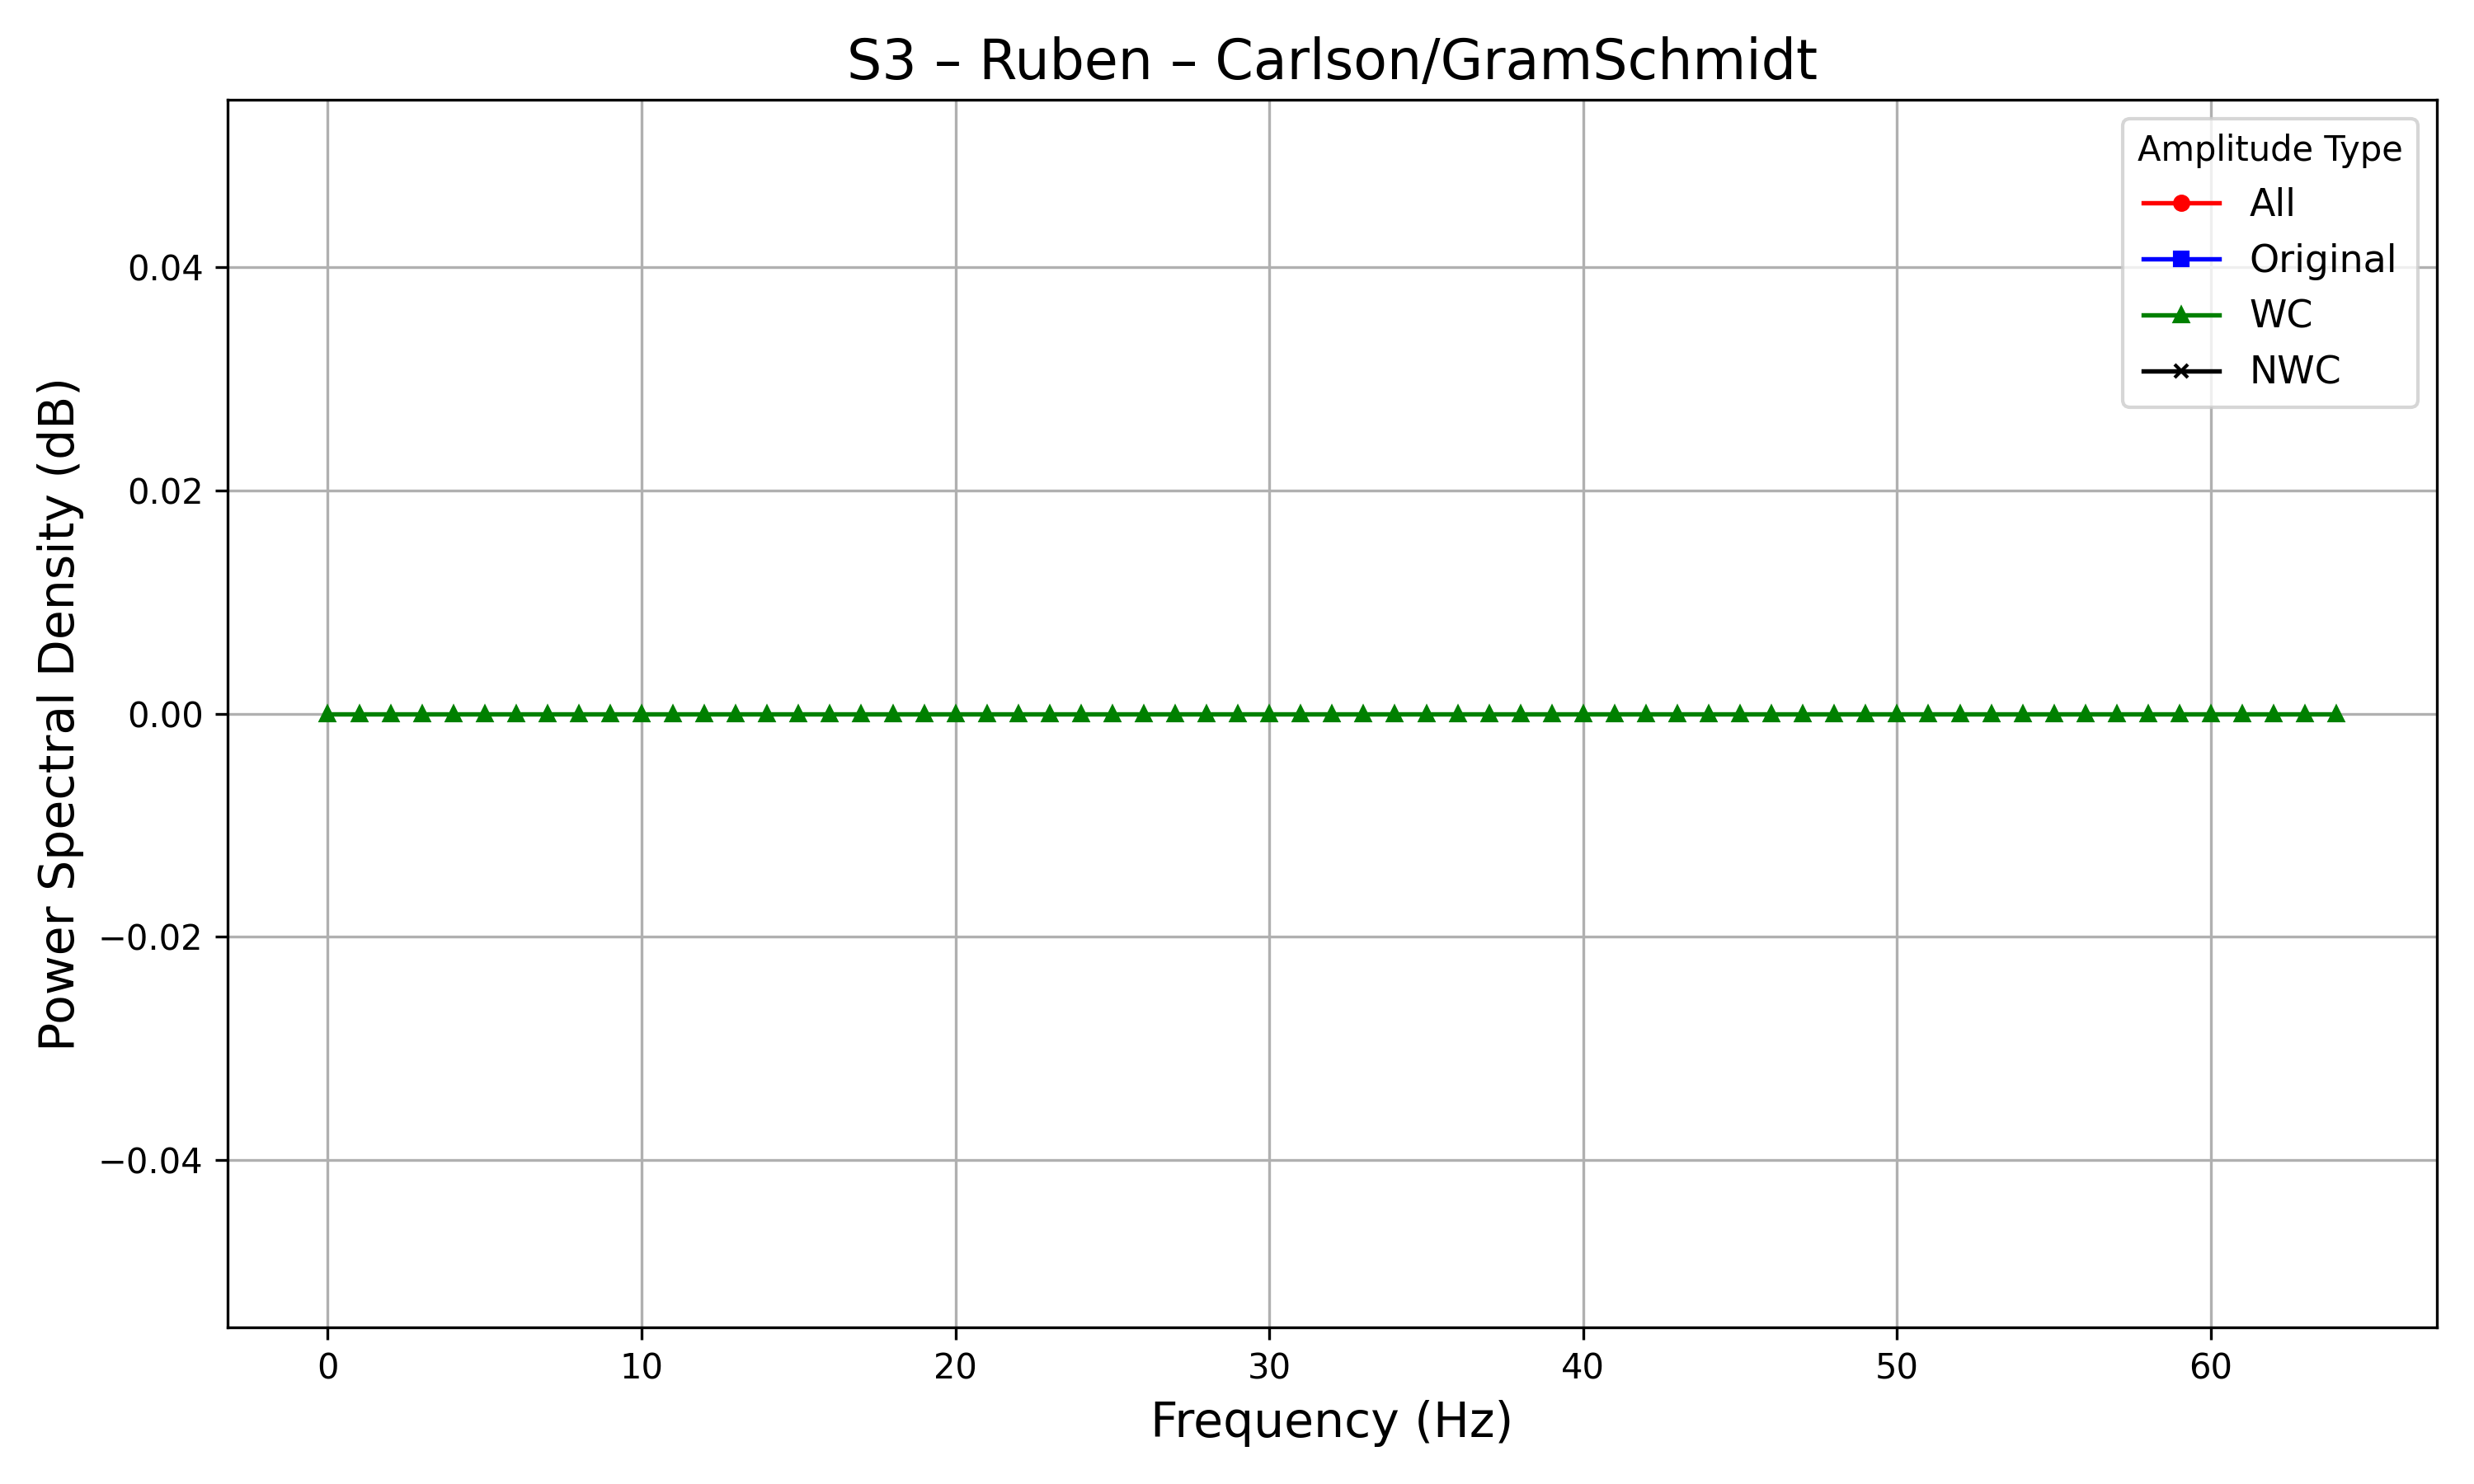 S3 – Ruben – Carlson/GramSchmidt
Amplitude Type
All
Original
WC
NWC
Power Spectral Density (dB)
0.04
0.02
0.00
−0.02
−0.04
0 10 20 30 40 50 60
Frequency (Hz)